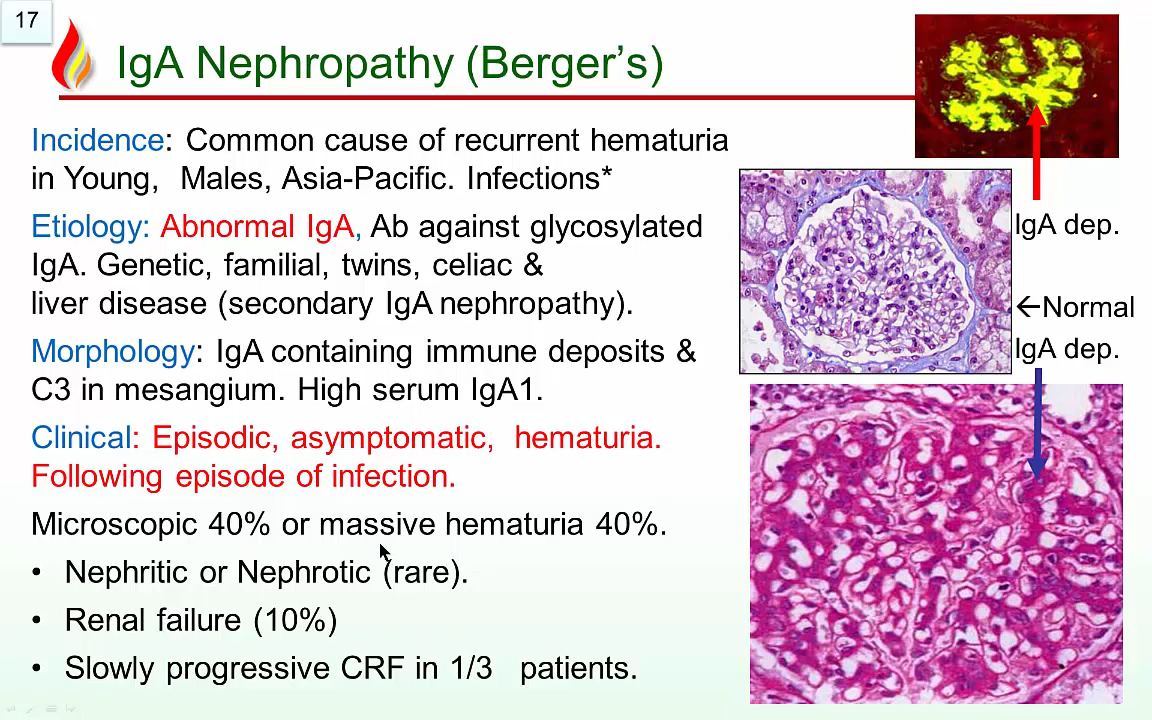 17
IgA Nephropathy (Berger’s)
Incidence: Common cause of recurrent hematuria
in Young, Males, Asia-Pacific. Infections*
Etiology: Abnormal IgA, Ab against glycosylated
IgA. Genetic, familial, twins, celiac &
liver disease (secondary IgA nephropathy).
Morphology: IgA containing immune deposits &
C3 in mesangium. High serum IgA1.
Clinical: Episodic, asymptomatic, hematuria.
Following episode of infection.
Microscopic 40% or massive hematuria 40%.
• Nephritic or Nephrotic (rare).
• Renal failure (10%)
• Slowly progressive CRF in 1/3 patients.
IgA dep.
←Normal
IgA dep.